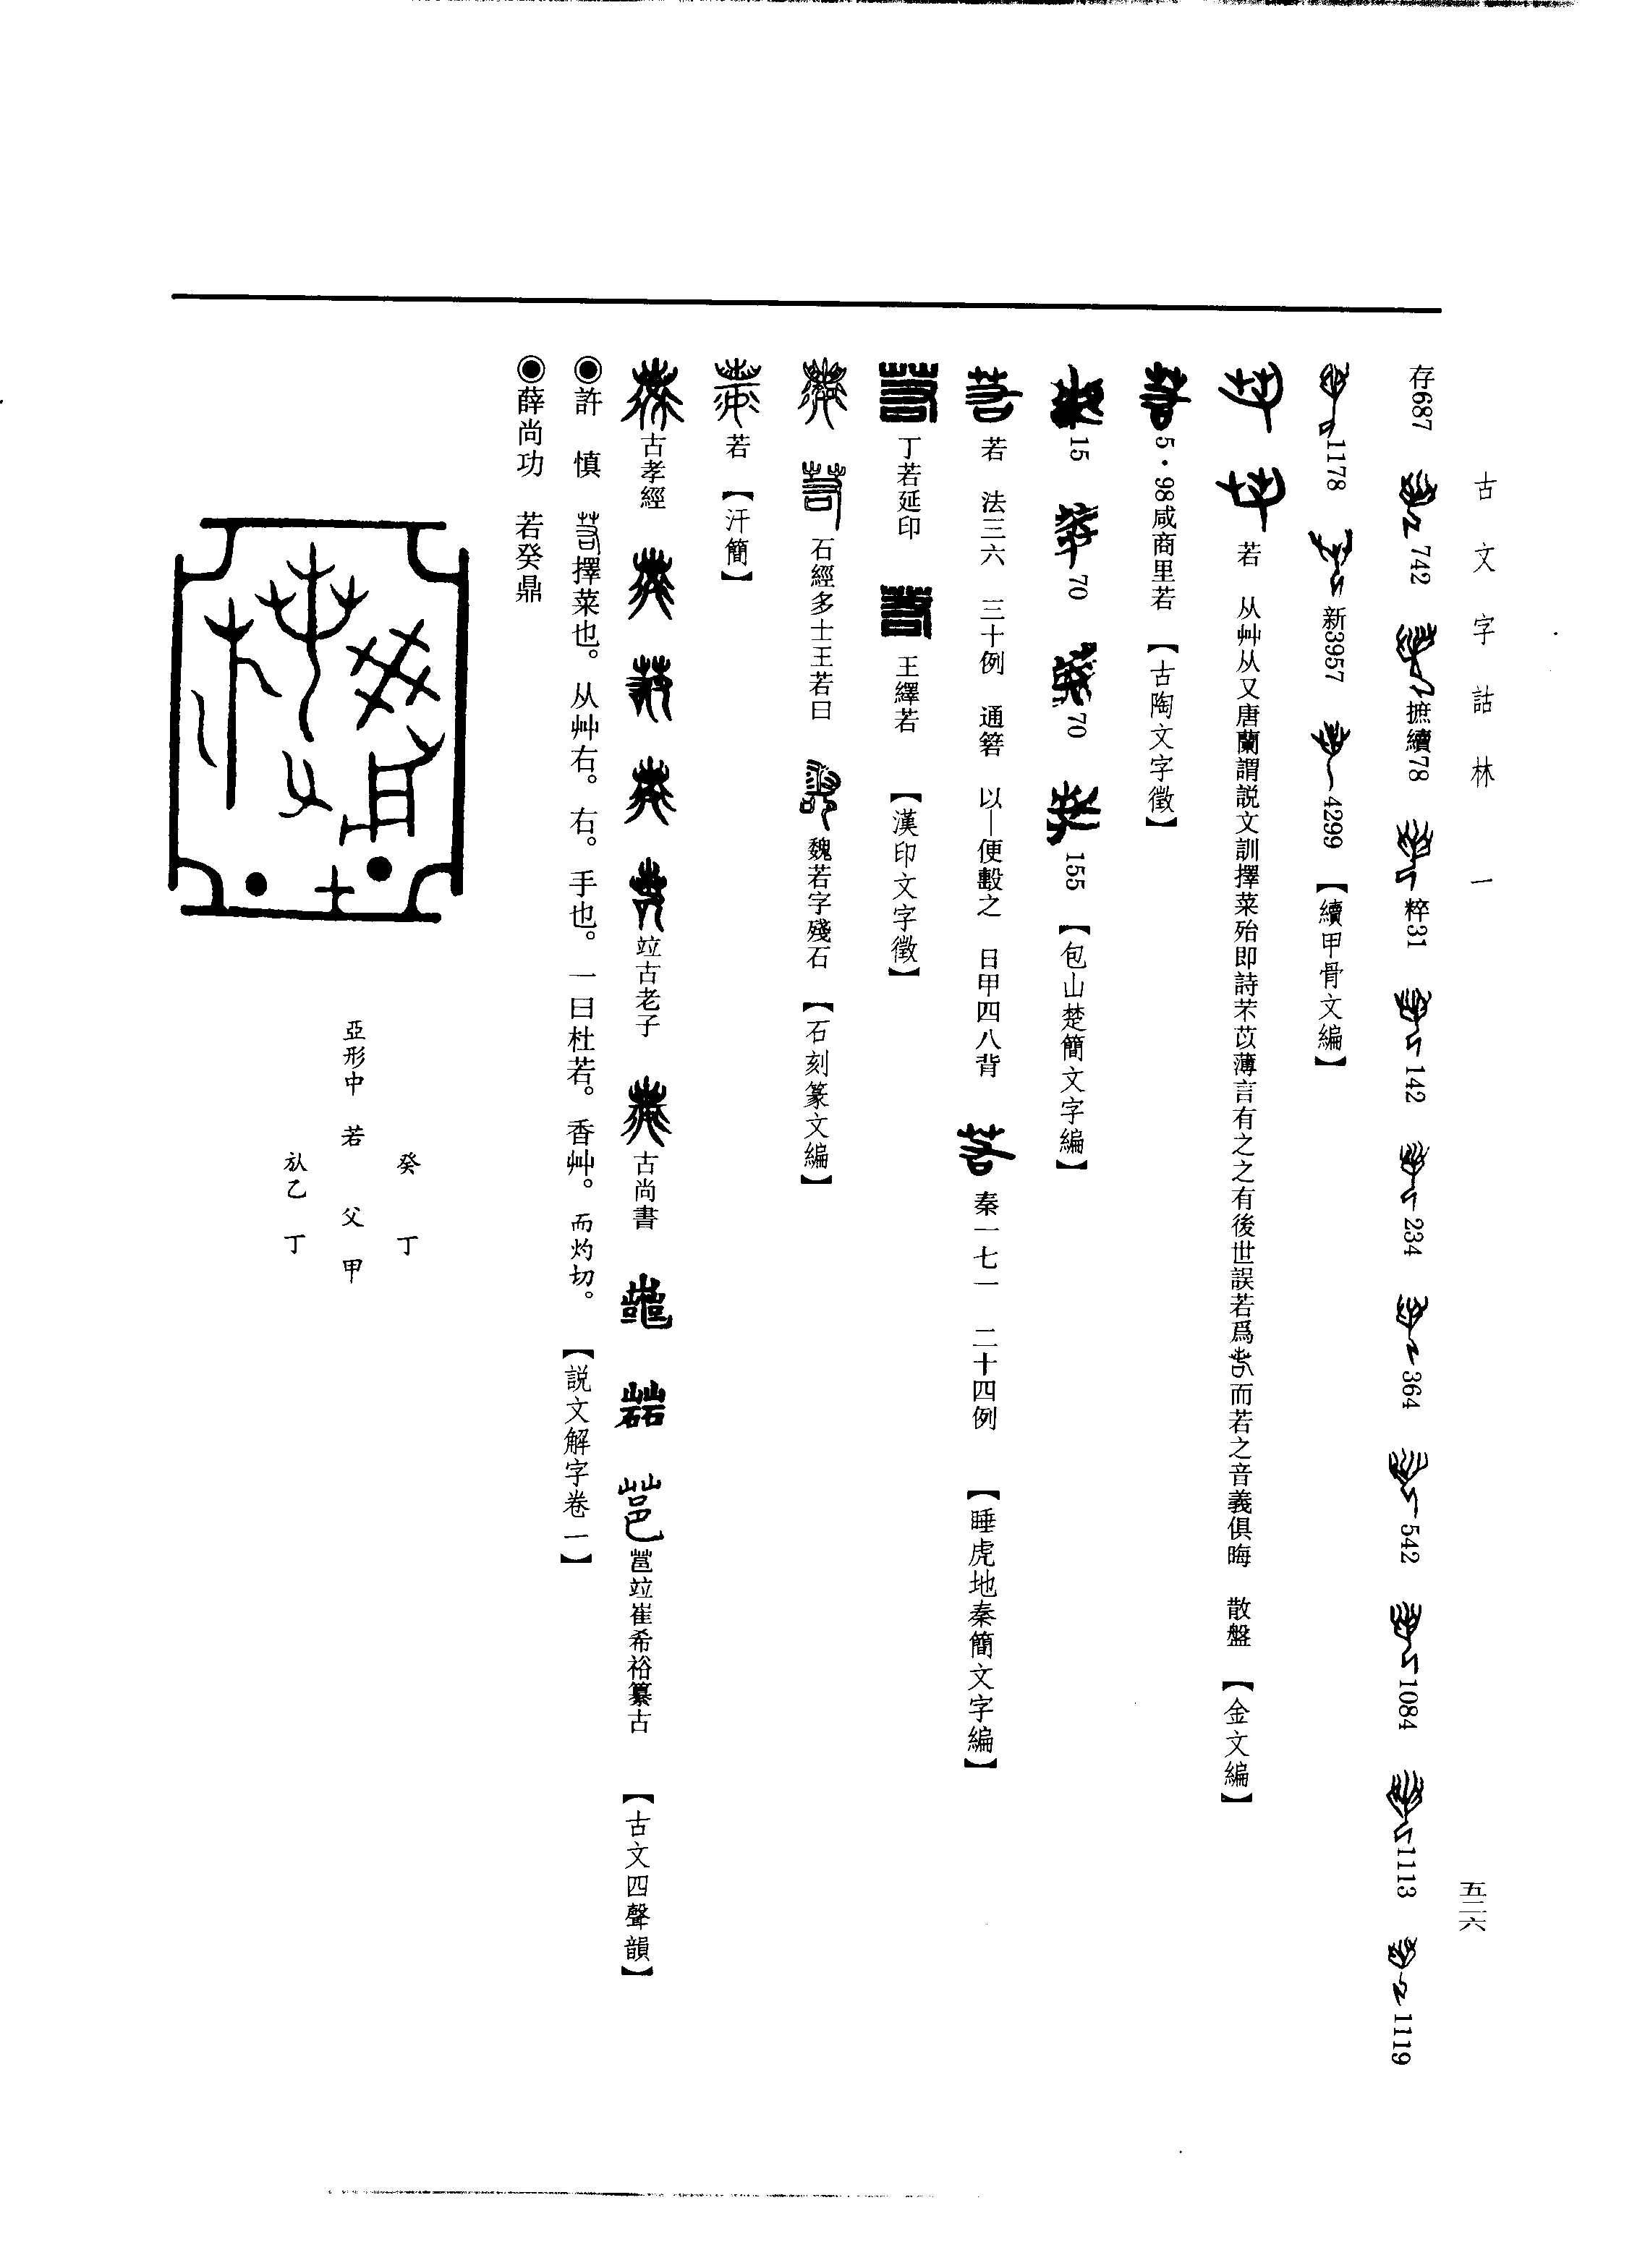 古文字詁林 一
五二六
存687 742 摭續78 粹31 142 234 364 542 1084 1113 1119
1178 新3957 4299 【續甲骨文編】
若 从艸从又唐蘭謂説文訓擇菜殆即詩芣苡薄言有之之有後世誤若爲 而若之音義俱晦 散盤 【金文編】
5·98咸商里若 【古陶文字徵】
15 70 70 155 【包山楚簡文字編】
若 法三六 三十例 通箬 以—便毄之 日甲四八背 秦一七一 二十四例 【睡虎地秦簡文字編】
丁若延印 王繹若 【漢印文字徵】
石經多士王若曰 魏若字殘石 【石刻篆文編】
若 【汗簡】
古孝經 竝古老子 古尚書 竝崔希裕纂古 【古文四聲韻】
◉許 慎 擇菜也。从艸右。右。手也。一曰杜若。香艸。而灼切。 【説文解字卷一】
◉薛尚功 若癸鼎
癸 丁
亞形中 若 父 甲
乙 丁